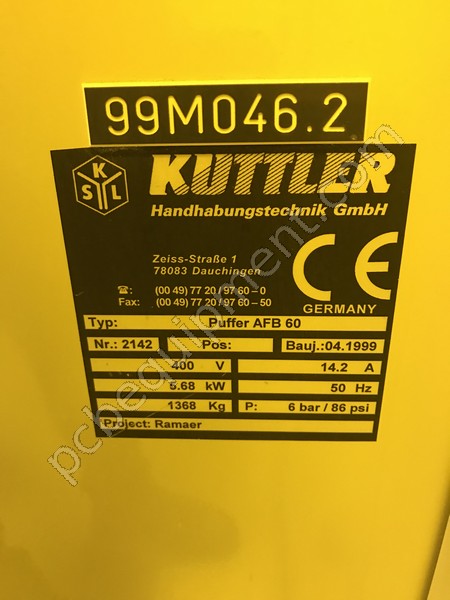 99M046.2
KSL KUTTLER
Handhabungstechnik GmbH
Zeiss-Straße 1
78083 Dauchingen
☎: (00 49) 77 20 / 97 60 – 0
Fax: (00 49) 77 20 / 97 60 – 50
CE
GERMANY
Typ: Puffer AFB 60
Nr.: 2142 Pos: Bauj.:04.1999
400 V 14.2 A
5.68 kW 50 Hz
1368 Kg P: 6 bar / 86 psi
Project: Ramaer
pcbequipment.com